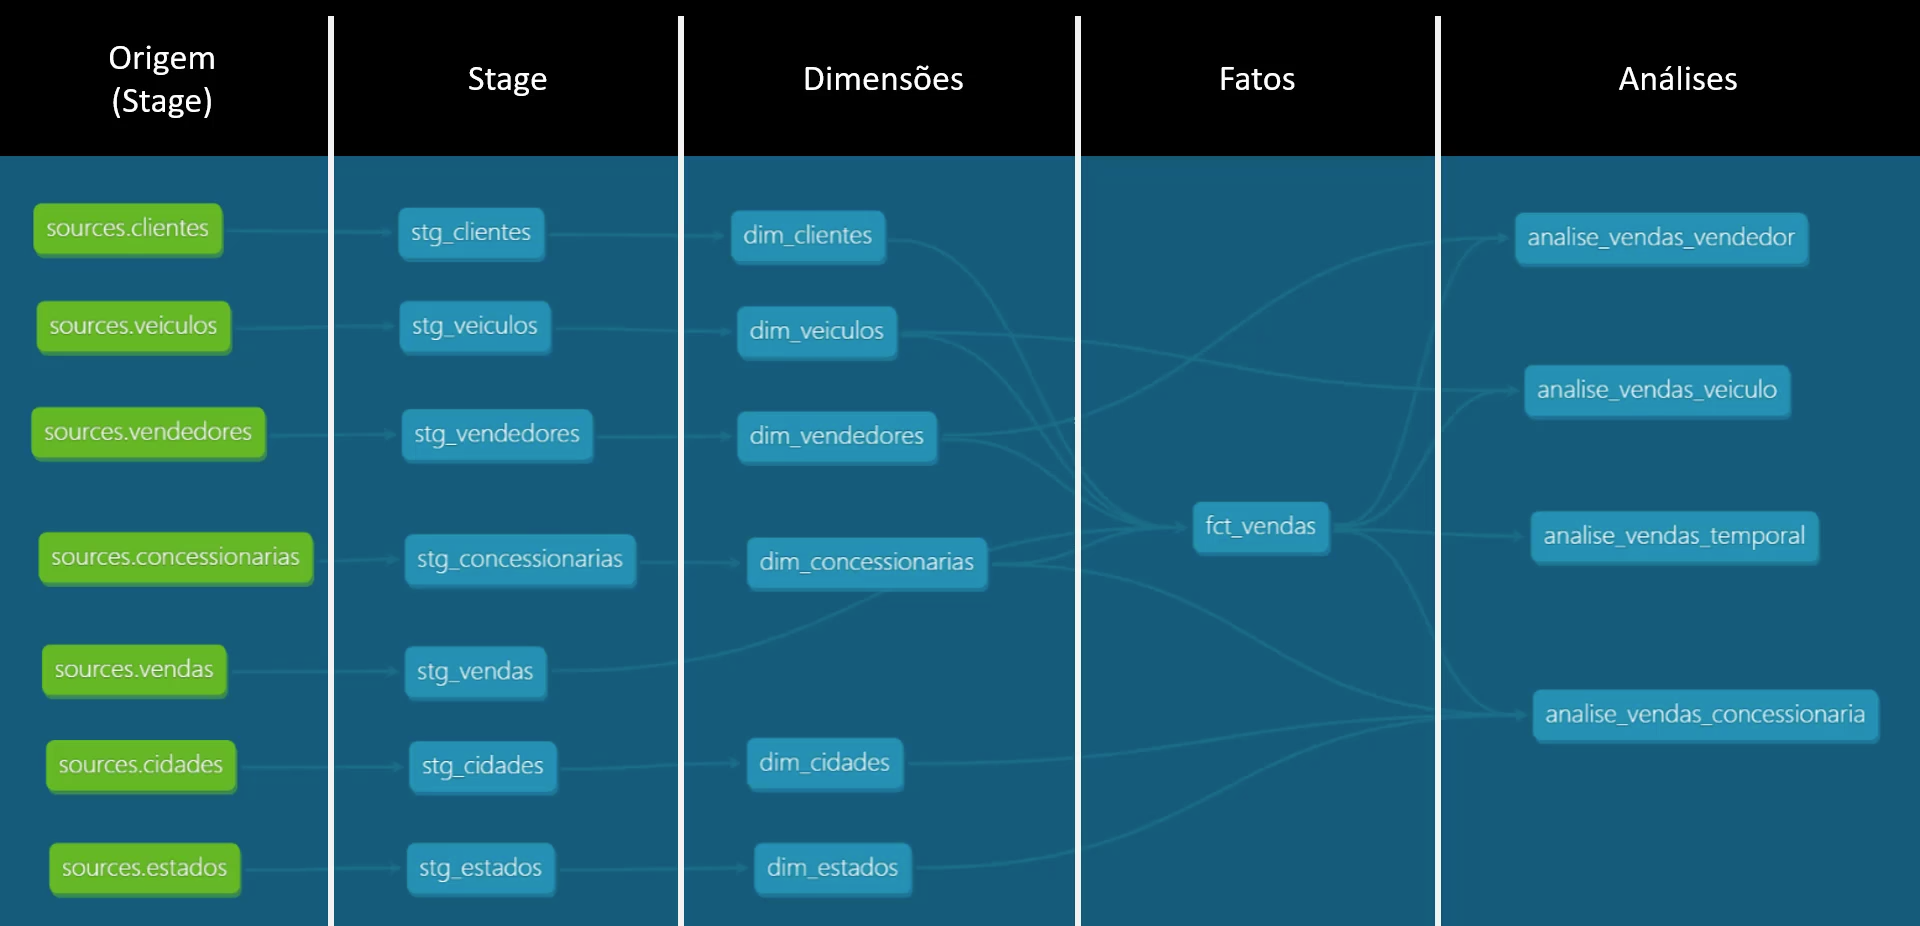 Origem
(Stage)
Stage
Dimensões
Fatos
Análises
sources.clientes
stg_clientes
dim_clientes
analise_vendas_vendedor
sources.veiculos
stg_veiculos
dim_veiculos
analise_vendas_veiculo
sources.vendedores
stg_vendedores
dim_vendedores
fct_vendas
analise_vendas_temporal
sources.concessionarias
stg_concessionarias
dim_concessionarias
sources.vendas
stg_vendas
analise_vendas_concessionaria
sources.cidades
stg_cidades
dim_cidades
sources.estados
stg_estados
dim_estados